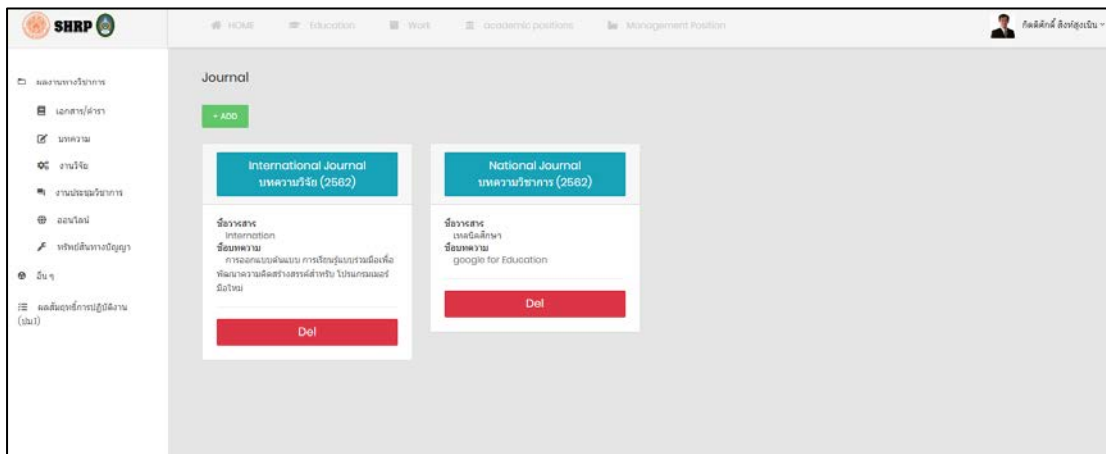 SHRP
HOME
Education
Work
academic positions
Management Position
กิตติศักดิ์ สิงห์สูงเนิน
ผลงานทางวิชาการ
เอกสาร/ตำรา
บทความ
งานวิจัย
งานประชุมวิชาการ
ออนไลน์
ทรัพย์สินทางปัญญา
อื่น ๆ
ผลสัมฤทธิ์การปฏิบัติงาน
(ปม1)
Journal
+ ADD
International Journal
บทความวิจัย (2562)
ชื่อวารสาร
Internation
ชื่อบทความ
การออกแบบต้นแบบ การเรียนรู้แบบร่วมมือเพื่อ
พัฒนาความคิดสร้างสรรค์สำหรับ โปรแกรมเมอร์
มือใหม่
Del
National Journal
บทความวิชาการ (2562)
ชื่อวารสาร
เทคนิคศึกษา
ชื่อบทความ
google for Education
Del